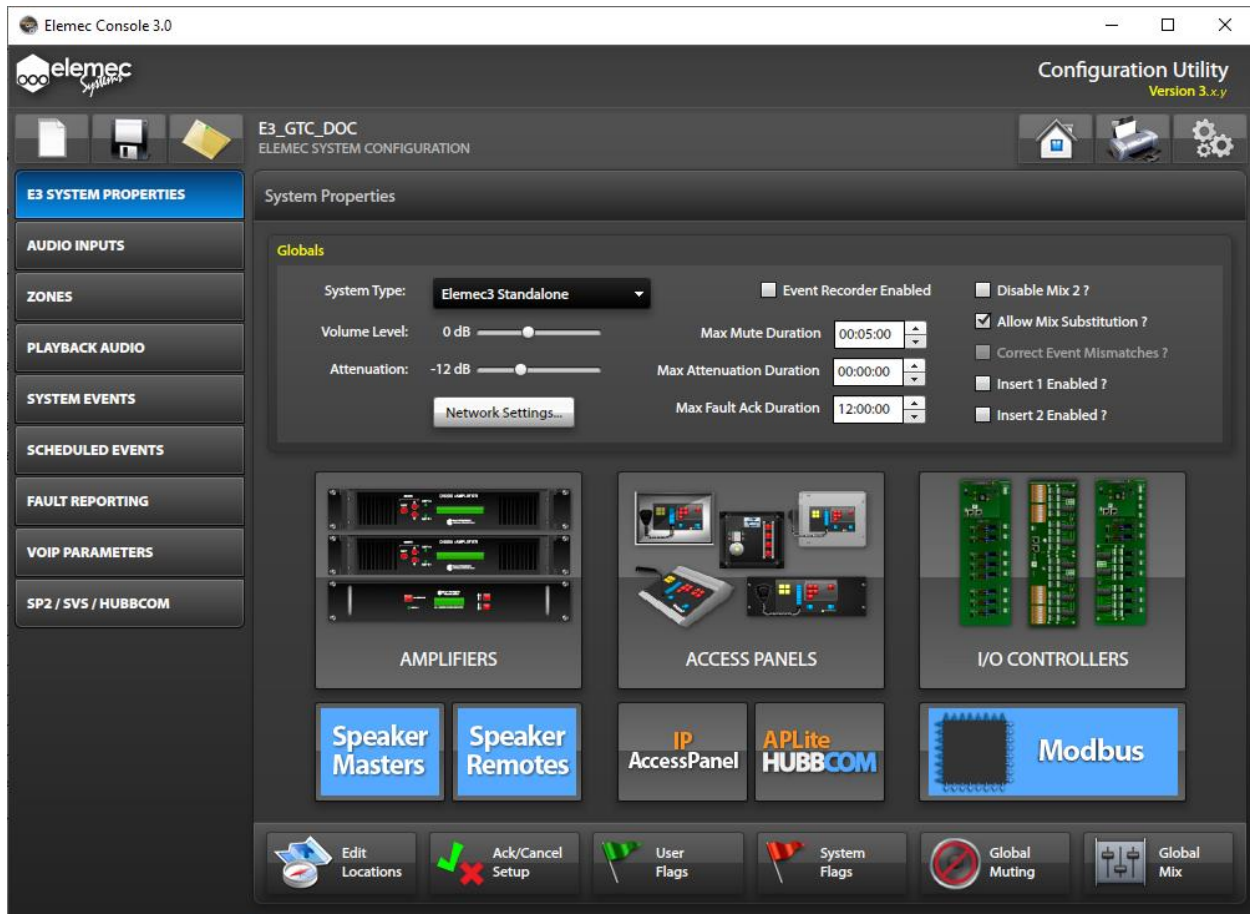 Elemec Console 3.0
elemec
Systems
Configuration Utility
Version 3.x.y
E3_GTC_DOC
ELEMEC SYSTEM CONFIGURATION
E3 SYSTEM PROPERTIES
AUDIO INPUTS
ZONES
PLAYBACK AUDIO
SYSTEM EVENTS
SCHEDULED EVENTS
FAULT REPORTING
VOIP PARAMETERS
SP2 / SVS / HUBBCOM
System Properties
Globals
System Type: Elemec3 Standalone
Volume Level: 0 dB
Attenuation: -12 dB
Network Settings...
Event Recorder Enabled
Max Mute Duration 00:05:00
Max Attenuation Duration 00:00:00
Max Fault Ack Duration 12:00:00
Disable Mix 2 ?
Allow Mix Substitution ?
Correct Event Mismatches ?
Insert 1 Enabled ?
Insert 2 Enabled ?
AMPLIFIERS
ACCESS PANELS
I/O CONTROLLERS
Speaker
Masters
Speaker
Remotes
IP
AccessPanel
APLite
HUBBCOM
Modbus
Edit
Locations
Ack/Cancel
Setup
User
Flags
System
Flags
Global
Muting
Global
Mix